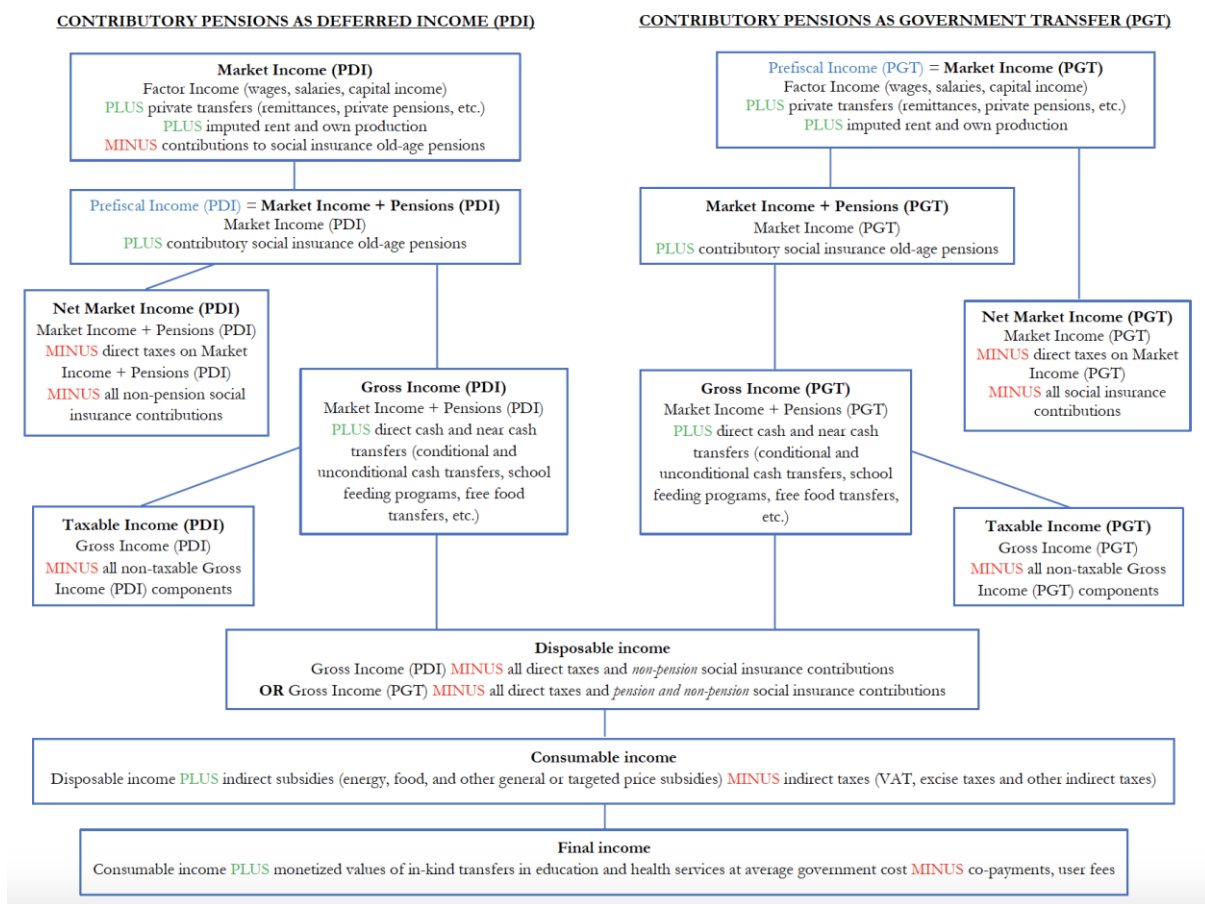 CONTRIBUTORY PENSIONS AS DEFERRED INCOME (PDI)
CONTRIBUTORY PENSIONS AS GOVERNMENT TRANSFER (PGT)
Market Income (PDI)
Factor Income (wages, salaries, capital income)
PLUS private transfers (remittances, private pensions, etc.)
PLUS imputed rent and own production
MINUS contributions to social insurance old-age pensions
Prefiscal Income (PGT) = Market Income (PGT)
Factor Income (wages, salaries, capital income)
PLUS private transfers (remittances, private pensions, etc.)
PLUS imputed rent and own production
Prefiscal Income (PDI) = Market Income + Pensions (PDI)
Market Income (PDI)
PLUS contributory social insurance old-age pensions
Market Income + Pensions (PGT)
Market Income (PGT)
PLUS contributory social insurance old-age pensions
Net Market Income (PDI)
Market Income + Pensions (PDI)
MINUS direct taxes on Market
Income + Pensions (PDI)
MINUS all non-pension social
insurance contributions
Net Market Income (PGT)
Market Income (PGT)
MINUS direct taxes on Market
Income (PGT)
MINUS all social insurance
contributions
Gross Income (PDI)
Market Income + Pensions (PDI)
PLUS direct cash and near cash
transfers (conditional and
unconditional cash transfers, school
feeding programs, free food
transfers, etc.)
Gross Income (PGT)
Market Income + Pensions (PGT)
PLUS direct cash and near cash
transfers (conditional and
unconditional cash transfers, school
feeding programs, free food transfers,
etc.)
Taxable Income (PDI)
Gross Income (PDI)
MINUS all non-taxable Gross
Income (PDI) components
Taxable Income (PGT)
Gross Income (PGT)
MINUS all non-taxable Gross
Income (PGT) components
Disposable income
Gross Income (PDI) MINUS all direct taxes and non-pension social insurance contributions
OR Gross Income (PGT) MINUS all direct taxes and pension and non-pension social insurance contributions
Consumable income
Disposable income PLUS indirect subsidies (energy, food, and other general or targeted price subsidies) MINUS indirect taxes (VAT, excise taxes and other indirect taxes)
Final income
Consumable income PLUS monetized values of in-kind transfers in education and health services at average government cost MINUS co-payments, user fees